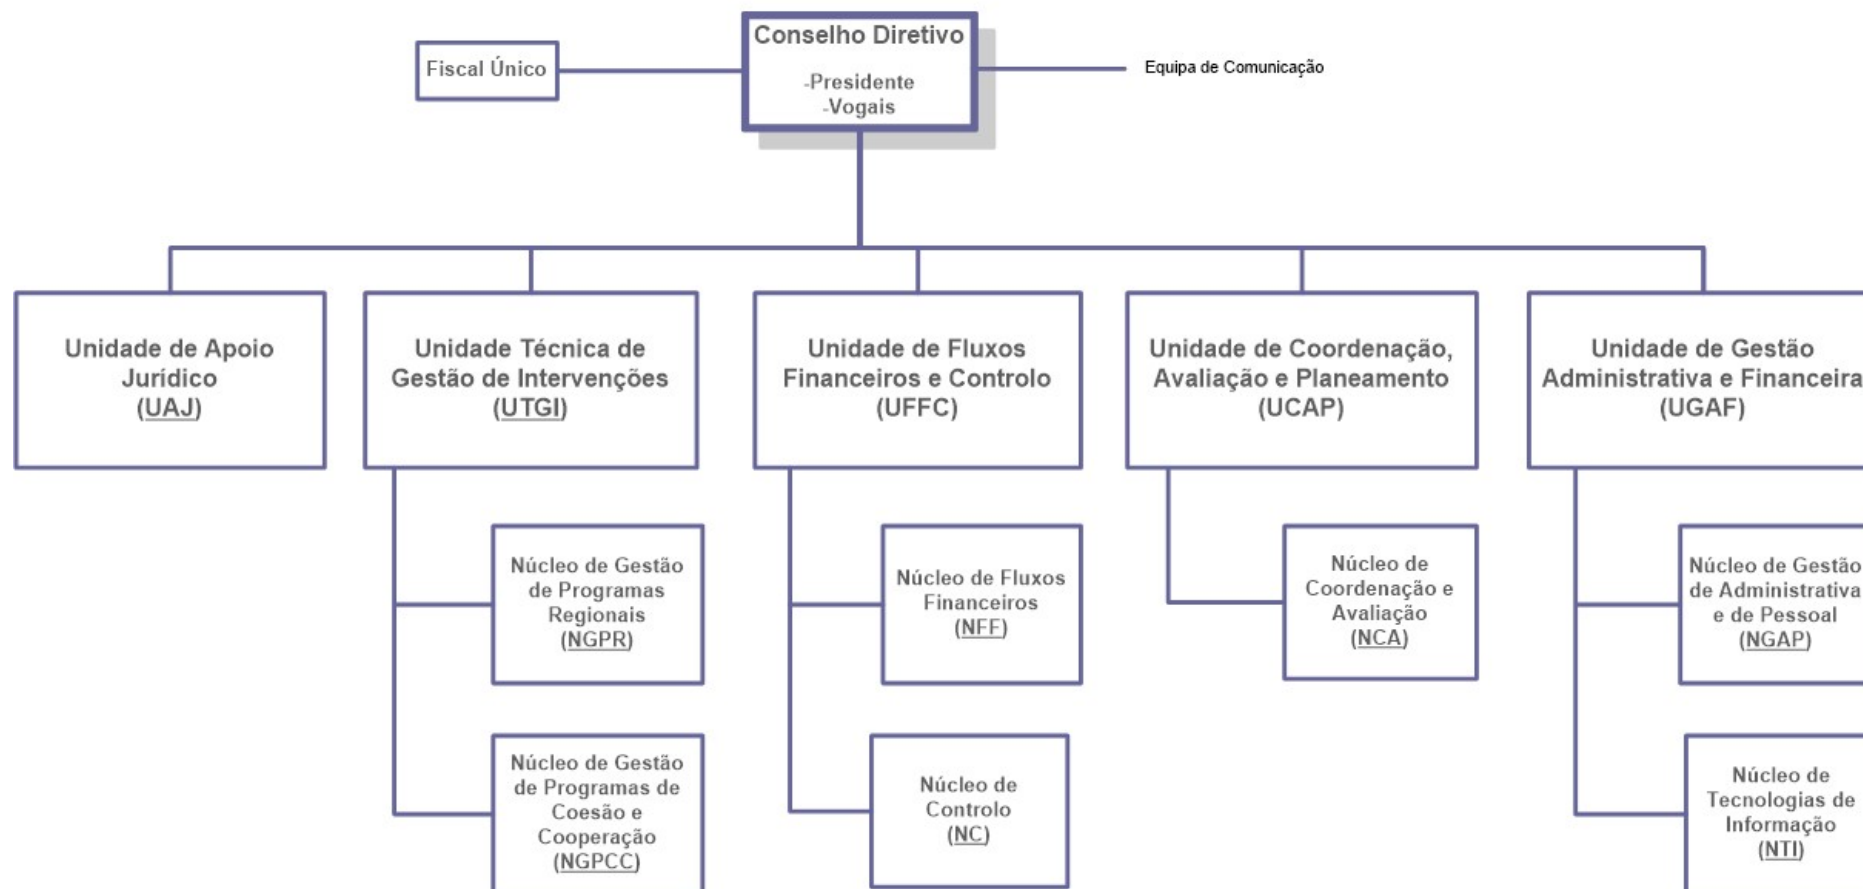 Fiscal Único
Conselho Diretivo
-Presidente
-Vogais
Equipa de Comunicação
Unidade de Apoio
Jurídico
(UAJ)
Unidade Técnica de
Gestão de Intervenções
(UTGI)
Unidade de Fluxos
Financeiros e Controlo
(UFFC)
Unidade de Coordenação,
Avaliação e Planeamento
(UCAP)
Unidade de Gestão
Administrativa e Financeira
(UGAF)
Núcleo de Gestão
de Programas
Regionais
(NGPR)
Núcleo de Fluxos
Financeiros
(NFF)
Núcleo de
Coordenação e
Avaliação
(NCA)
Núcleo de Gestão
de Administrativa
e de Pessoal
(NGAP)
Núcleo de Gestão
de Programas de
Coesão e
Cooperação
(NGPCC)
Núcleo de
Controlo
(NC)
Núcleo de
Tecnologias de
Informação
(NTI)